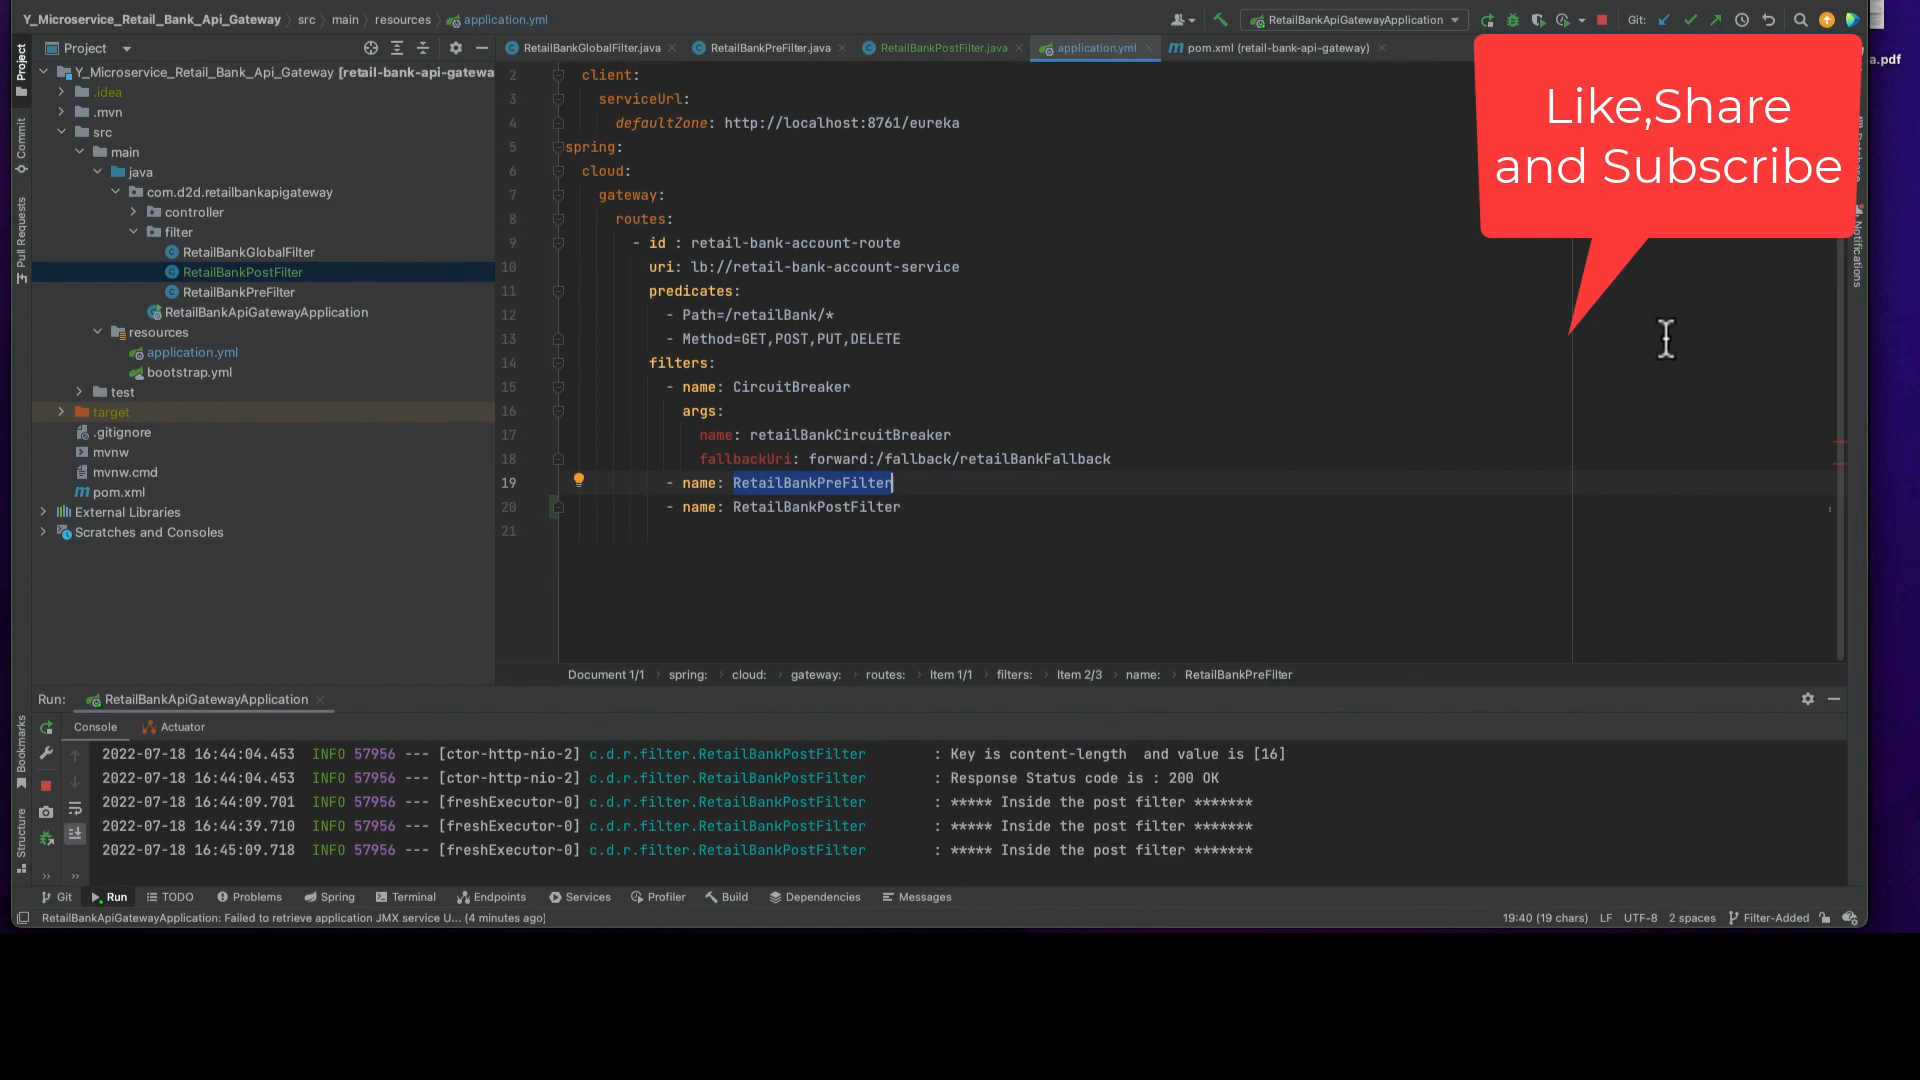 Y_Microservice_Retail_Bank_Api_Gateway src main resources application.yml
RetailBankApiGatewayApplication Git:
Project
RetailBankGlobalFilter.java RetailBankPreFilter.java RetailBankPostFilter.java application.yml pom.xml (retail-bank-api-gateway)
a.pdf
Like,Share
and Subscribe
Project
Commit
Pull Requests
Bookmarks
Structure
Notifications
Y_Microservice_Retail_Bank_Api_Gateway [retail-bank-api-gatewa
.idea
.mvn
src
main
java
com.d2d.retailbankapigateway
controller
filter
RetailBankGlobalFilter
RetailBankPostFilter
RetailBankPreFilter
RetailBankApiGatewayApplication
resources
application.yml
bootstrap.yml
test
target
.gitignore
mvnw
mvnw.cmd
pom.xml
External Libraries
Scratches and Consoles
2 client:
3 serviceUrl:
4 defaultZone: http://localhost:8761/eureka
5 spring:
6 cloud:
7 gateway:
8 routes:
9 - id : retail-bank-account-route
10 uri: lb://retail-bank-account-service
11 predicates:
12 - Path=/retailBank/*
13 - Method=GET,POST,PUT,DELETE
14 filters:
15 - name: CircuitBreaker
16 args:
17 name: retailBankCircuitBreaker
18 fallbackUri: forward:/fallback/retailBankFallback
19 - name: RetailBankPreFilter
20 - name: RetailBankPostFilter
21
Document 1/1 spring: cloud: gateway: routes: Item 1/1 filters: Item 2/3 name: RetailBankPreFilter
Run: RetailBankApiGatewayApplication
Console Actuator
2022-07-18 16:44:04.453 INFO 57956 --- [ctor-http-nio-2] c.d.r.filter.RetailBankPostFilter : Key is content-length and value is [16]
2022-07-18 16:44:04.453 INFO 57956 --- [ctor-http-nio-2] c.d.r.filter.RetailBankPostFilter : Response Status code is : 200 OK
2022-07-18 16:44:09.701 INFO 57956 --- [freshExecutor-0] c.d.r.filter.RetailBankPostFilter : ***** Inside the post filter *******
2022-07-18 16:44:39.710 INFO 57956 --- [freshExecutor-0] c.d.r.filter.RetailBankPostFilter : ***** Inside the post filter *******
2022-07-18 16:45:09.718 INFO 57956 --- [freshExecutor-0] c.d.r.filter.RetailBankPostFilter : ***** Inside the post filter *******
Git Run TODO Problems Spring Terminal Endpoints Services Profiler Build Dependencies Messages
RetailBankApiGatewayApplication: Failed to retrieve application JMX service U... (4 minutes ago) 19:40 (19 chars) LF UTF-8 2 spaces Filter-Added